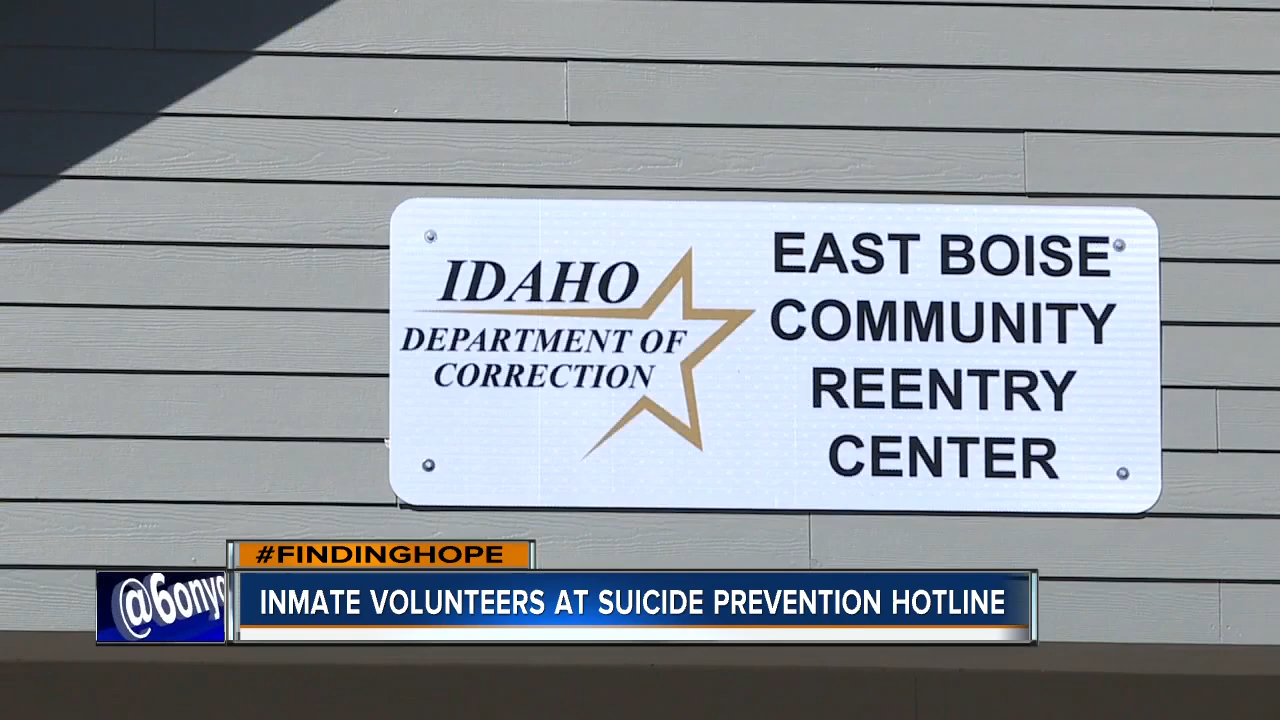 IDAHO
DEPARTMENT OF
CORRECTION
EAST BOISE
COMMUNITY
REENTRY
CENTER
#FINDINGHOPE
INMATE VOLUNTEERS AT SUICIDE PREVENTION HOTLINE